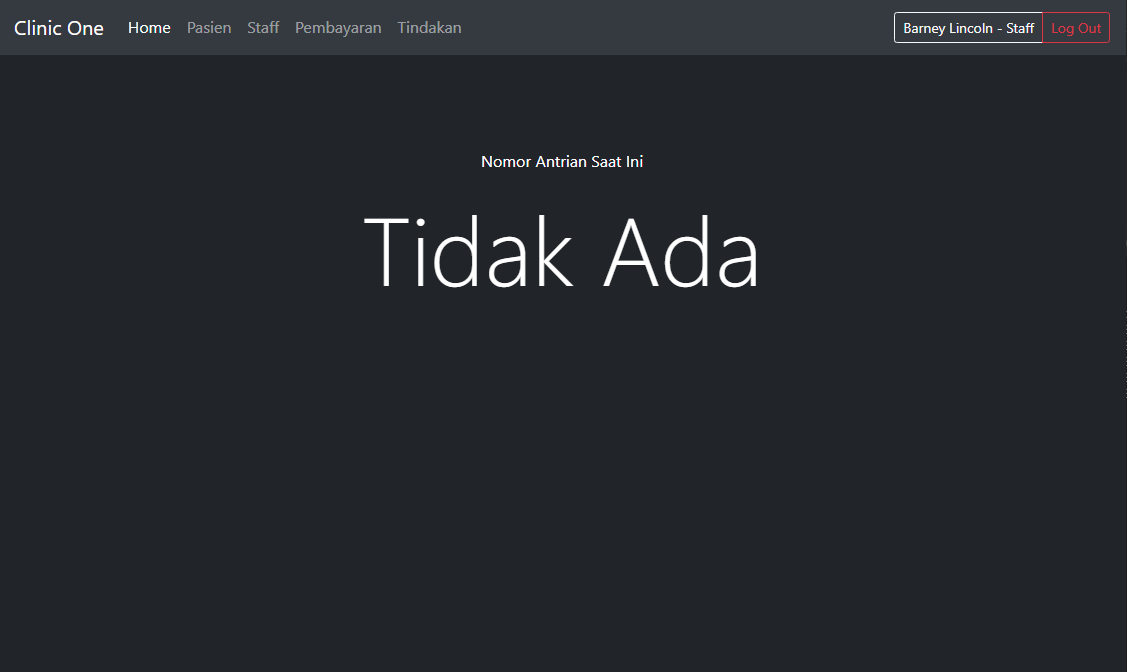 Clinic One Home Pasien Staff Pembayaran Tindakan Barney Lincoln - Staff Log Out
Nomor Antrian Saat Ini
Tidak Ada